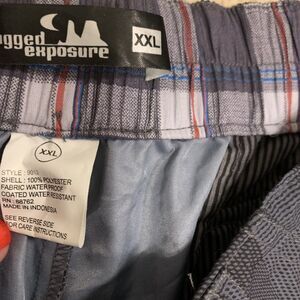 ugged
exposure
XXL
XXL
STYLE : 9013
SHELL : 100% POLYESTER
FABRIC WATERPROOF
COATED WATER RESISTANT
RN : 88762
MADE IN INDONESIA
SEE REVERSE SIDE
FOR CARE INSTRUCTIONS